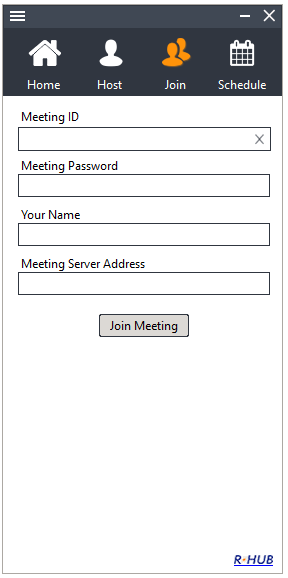 Home Host Join Schedule
Meeting ID
Meeting Password
Your Name
Meeting Server Address
Join Meeting
R•HUB